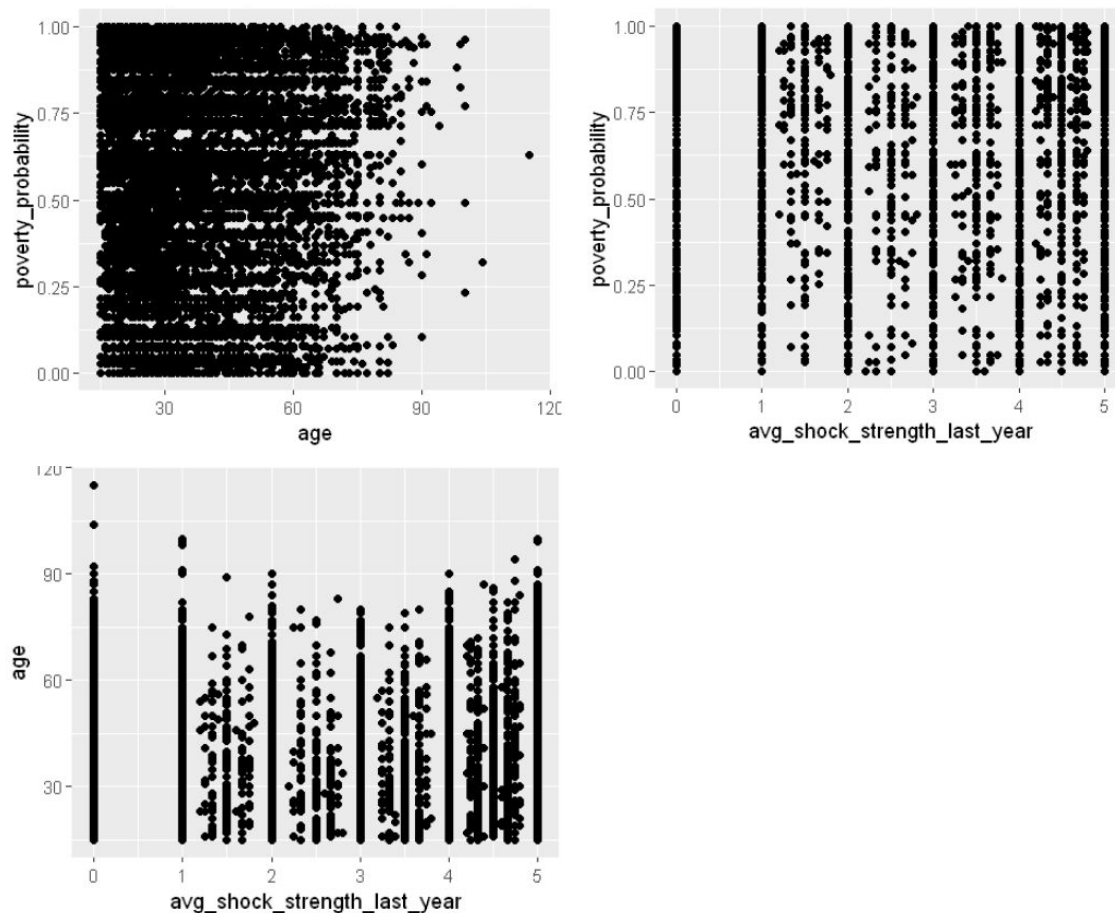 1.00
0.75
0.50
0.25
0.00
poverty_probability
30 60 90 120
age
1.00
0.75
0.50
0.25
0.00
poverty_probability
0 1 2 3 4 5
avg_shock_strength_last_year
120
90
60
30
age
0 1 2 3 4 5
avg_shock_strength_last_year